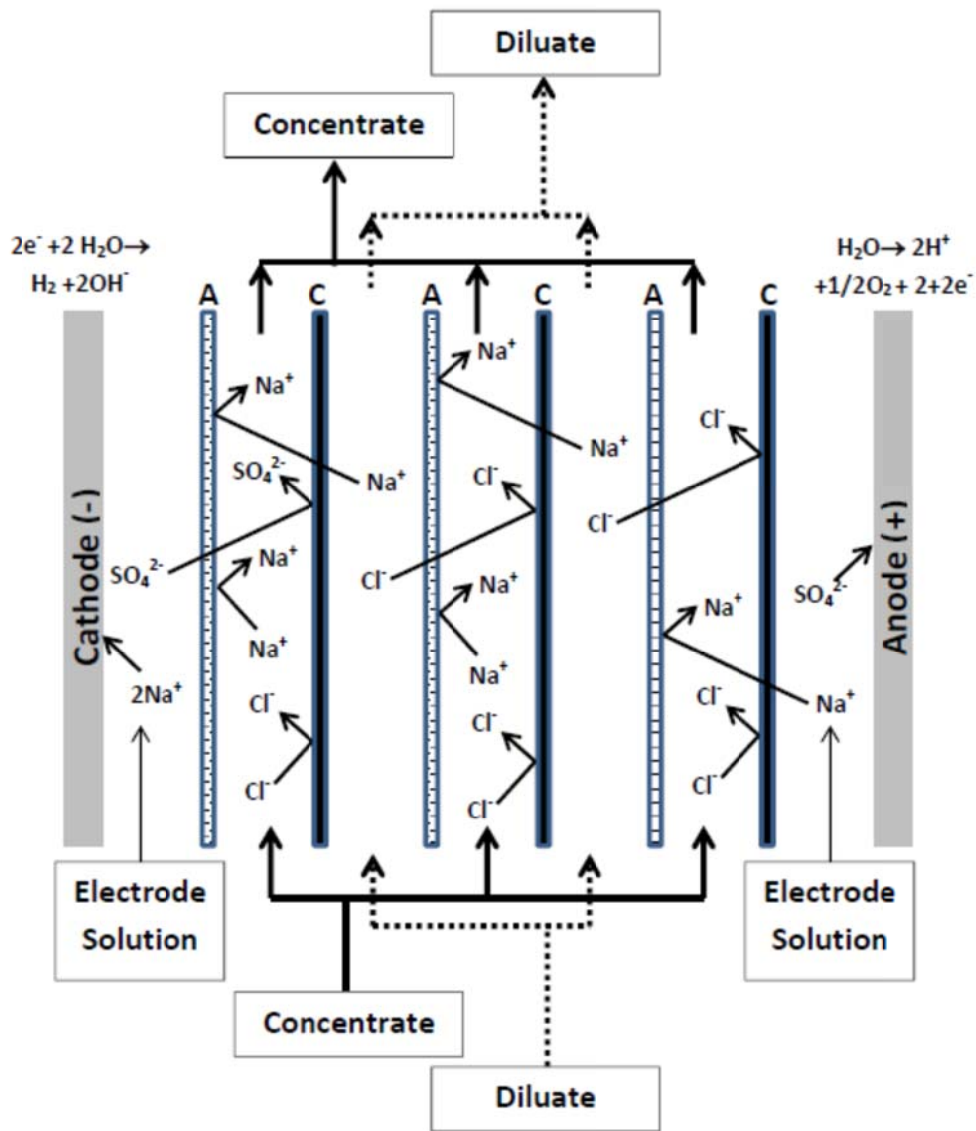 Diluate
Concentrate
2e⁻ +2 H₂O→
H₂ +2OH⁻
H₂O→ 2H⁺
+1/2O₂ + 2+2e⁻
A
C
A
C
A
C
Na⁺
Na⁺
Cl⁻
Na⁺
SO₄²⁻
Na⁺
Cl⁻
Cl⁻
SO₄²⁻
Na⁺
Cl⁻
Na⁺
SO₄²⁻
Na⁺
Na⁺
Na⁺
2Na⁺
Cl⁻
Cl⁻
Cl⁻
Na⁺
Cl⁻
Cl⁻
Cl⁻
Cathode (-)
Anode (+)
Electrode
Solution
Electrode
Solution
Concentrate
Diluate